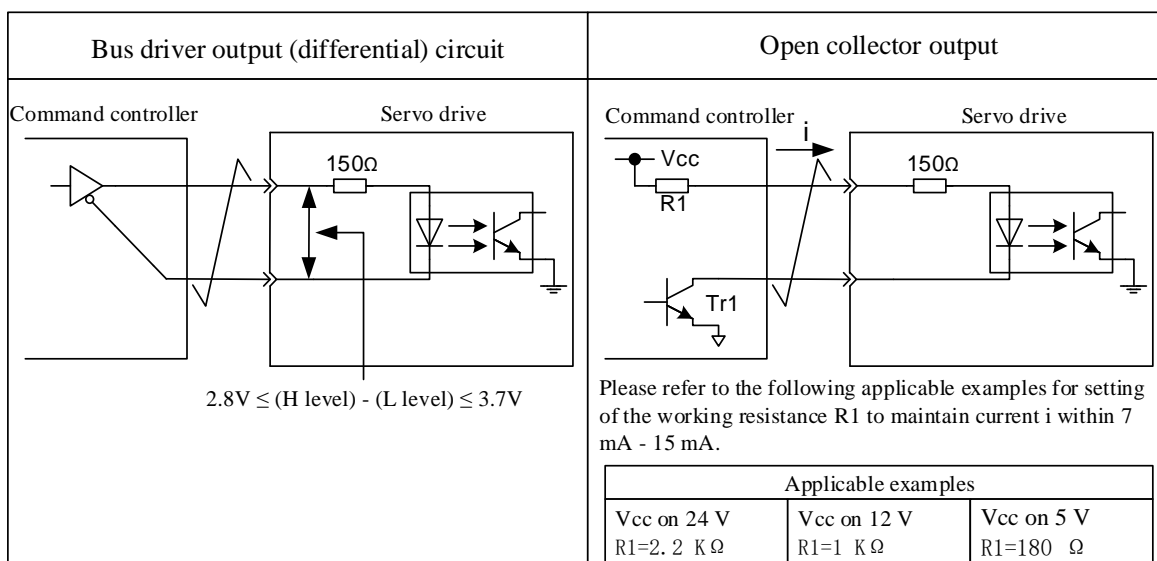 Bus driver output (differential) circuit
Open collector output
Command controller
Servo drive
150Ω
2.8V ≤ (H level) - (L level) ≤ 3.7V
Command controller
i
Servo drive
Vcc
150Ω
R1
Tr1
Please refer to the following applicable examples for setting
of the working resistance R1 to maintain current i within 7
mA - 15 mA.
Applicable examples
Vcc on 24 V
R1=2.2 KΩ
Vcc on 12 V
R1=1 KΩ
Vcc on 5 V
R1=180 Ω